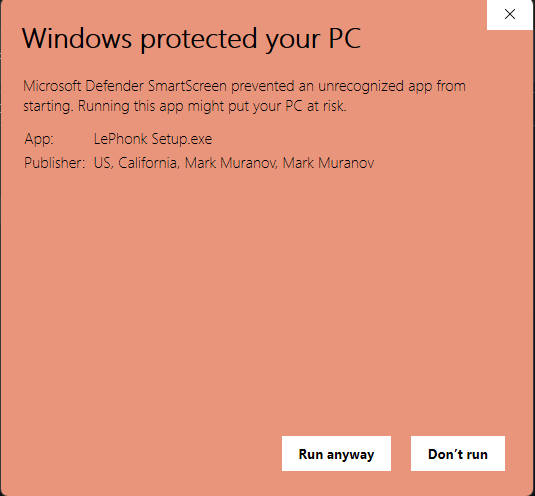 Windows protected your PC
Microsoft Defender SmartScreen prevented an unrecognized app from
starting. Running this app might put your PC at risk.
App: LePhonk Setup.exe
Publisher: US, California, Mark Muranov, Mark Muranov
Run anyway Don’t run